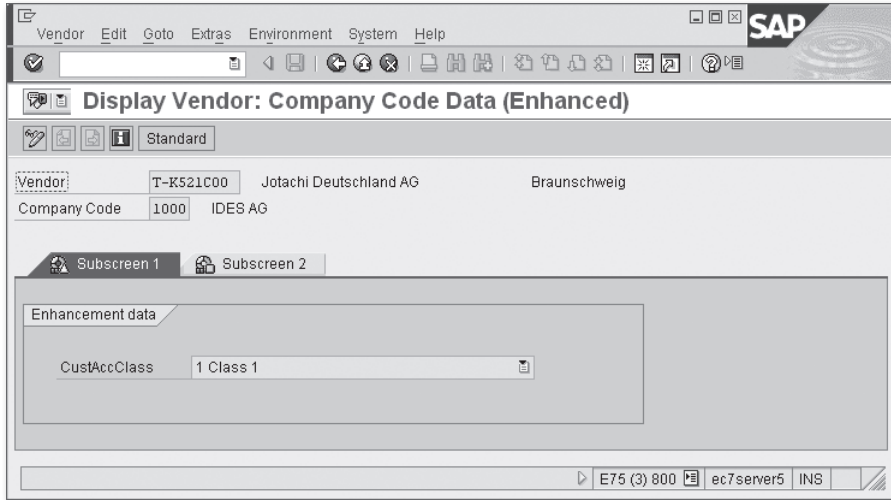 SAP
Vendor Edit Goto Extras Environment System Help
Display Vendor: Company Code Data (Enhanced)
Standard
Vendor T-K521C00 Jotachi Deutschland AG Braunschweig
Company Code 1000 IDES AG
Subscreen 1 Subscreen 2
Enhancement data
CustAccClass 1 Class 1
E75 (3) 800 ec7server5 INS